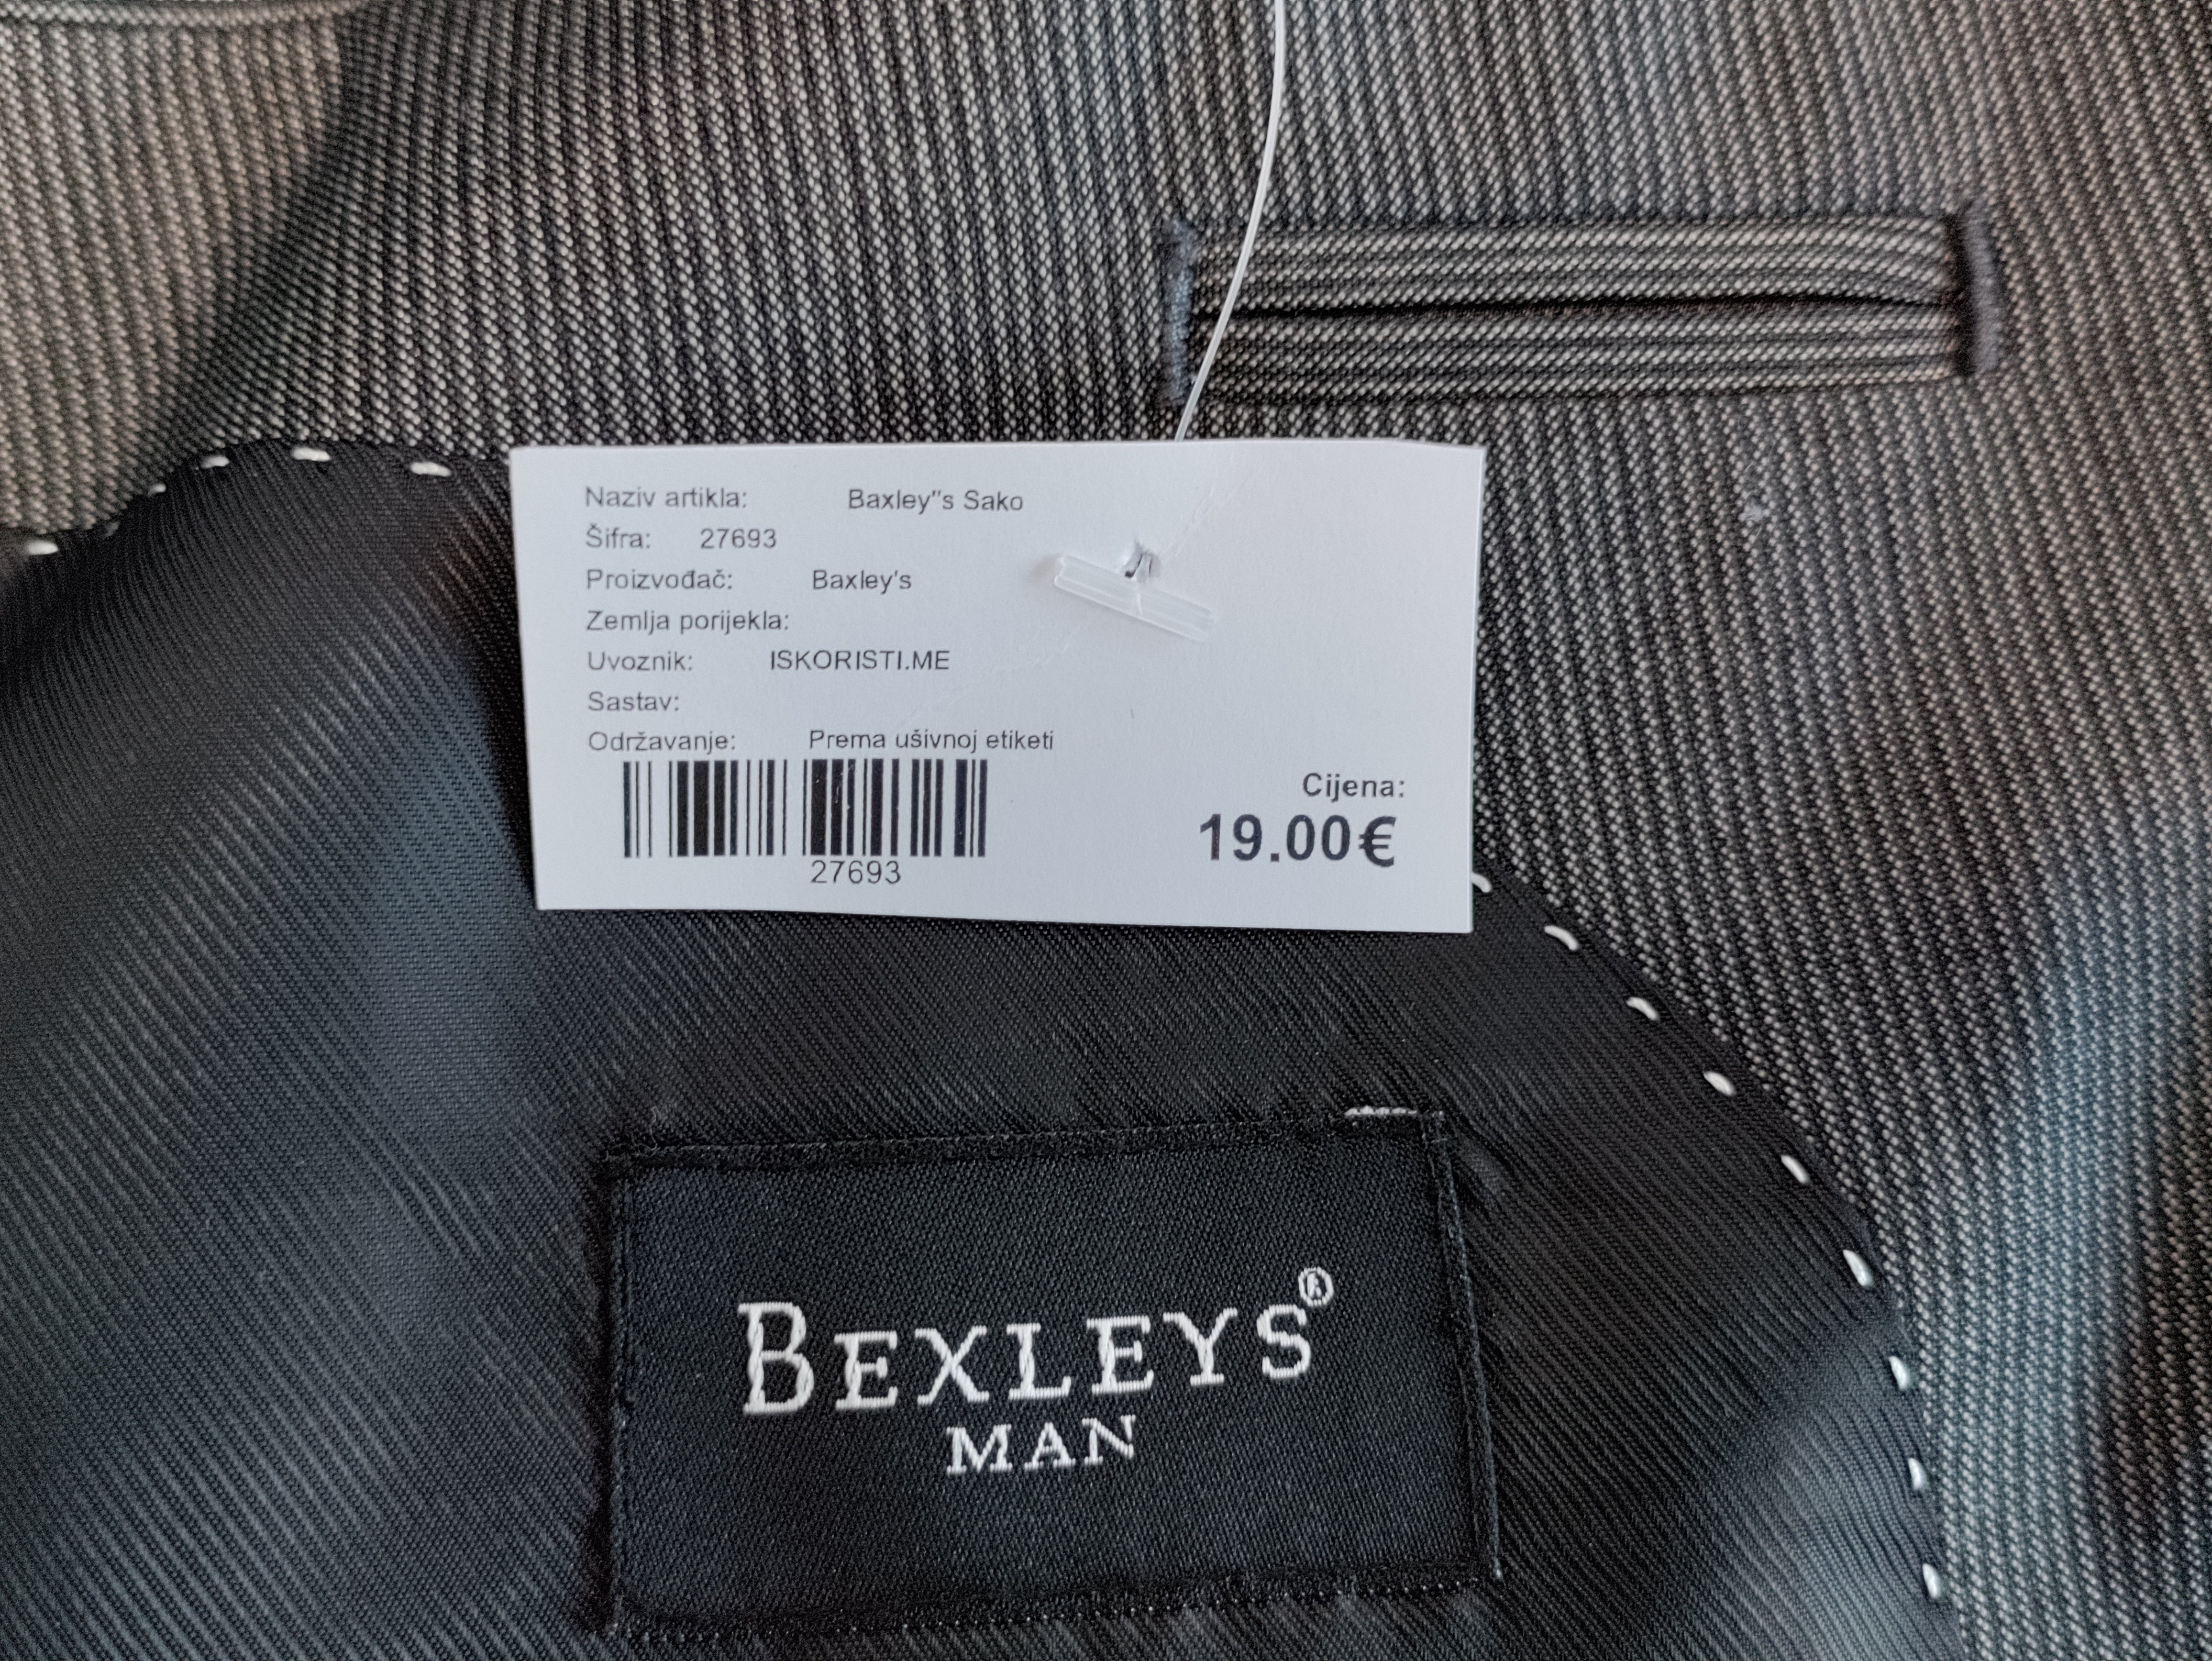 Naziv artikla: Baxley"s Sako
Šifra: 27693
Proizvođač: Baxley's
Zemlja porijekla:
Uvoznik: ISKORISTI.ME
Sastav:
Održavanje: Prema ušivnoj etiketi
27693
Cijena:
19.00€
BEXLEYS®
MAN